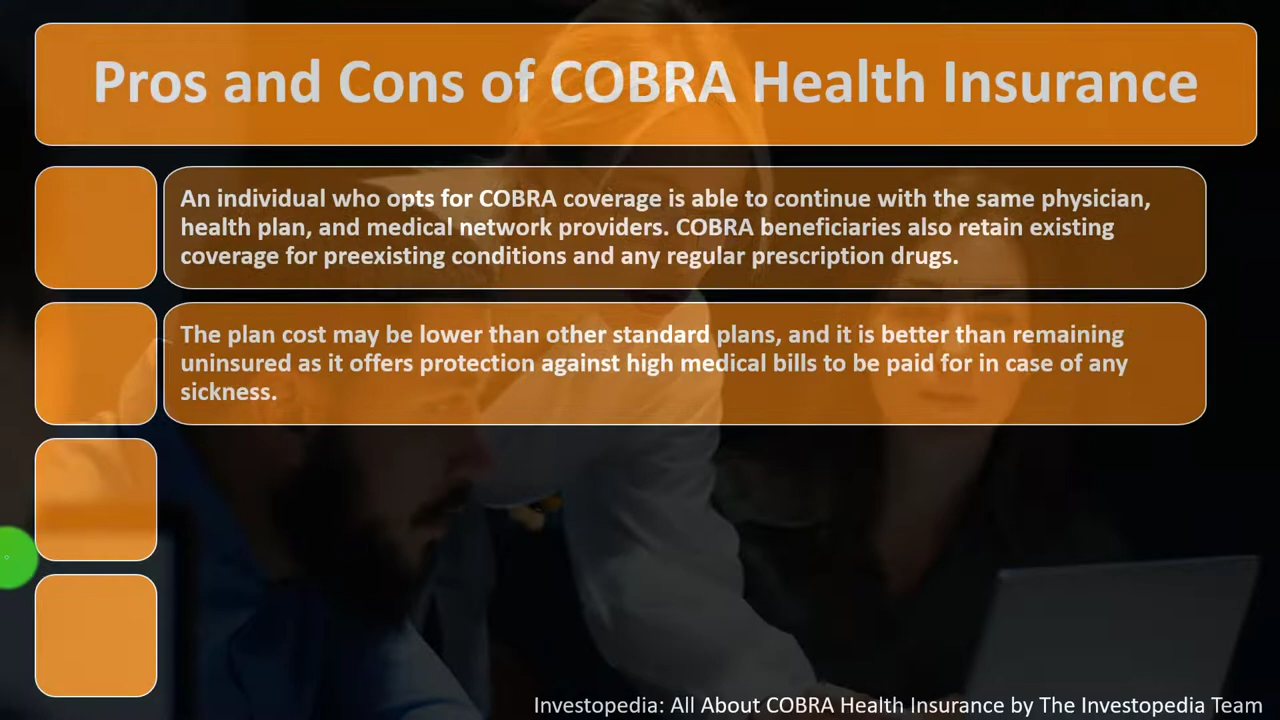 Pros and Cons of COBRA Health Insurance
An individual who opts for COBRA coverage is able to continue with the same physician,
health plan, and medical network providers. COBRA beneficiaries also retain existing
coverage for preexisting conditions and any regular prescription drugs.
The plan cost may be lower than other standard plans, and it is better than remaining
uninsured as it offers protection against high medical bills to be paid for in case of any
sickness.
Investopedia: All About COBRA Health Insurance by The Investopedia Team